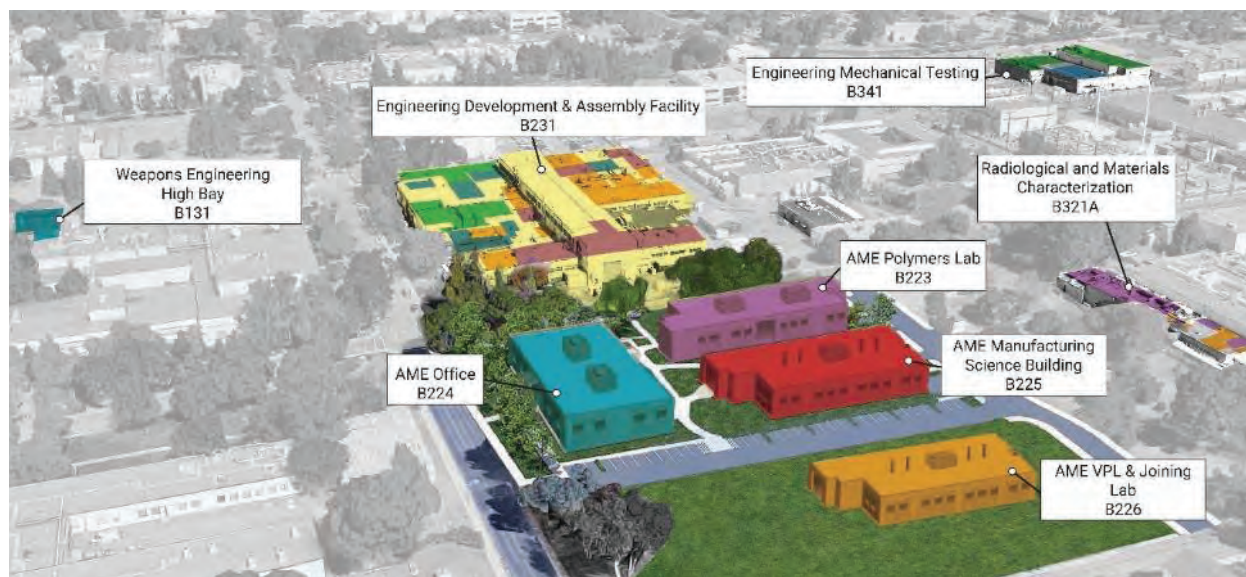 Engineering Mechanical Testing
B341
Engineering Development & Assembly Facility
B231
Weapons Engineering
High Bay
B131
Radiological and Materials
Characterization
B321A
AME Polymers Lab
B223
AME Manufacturing
Science Building
B225
AME Office
B224
AME VPL & Joining
Lab
B226